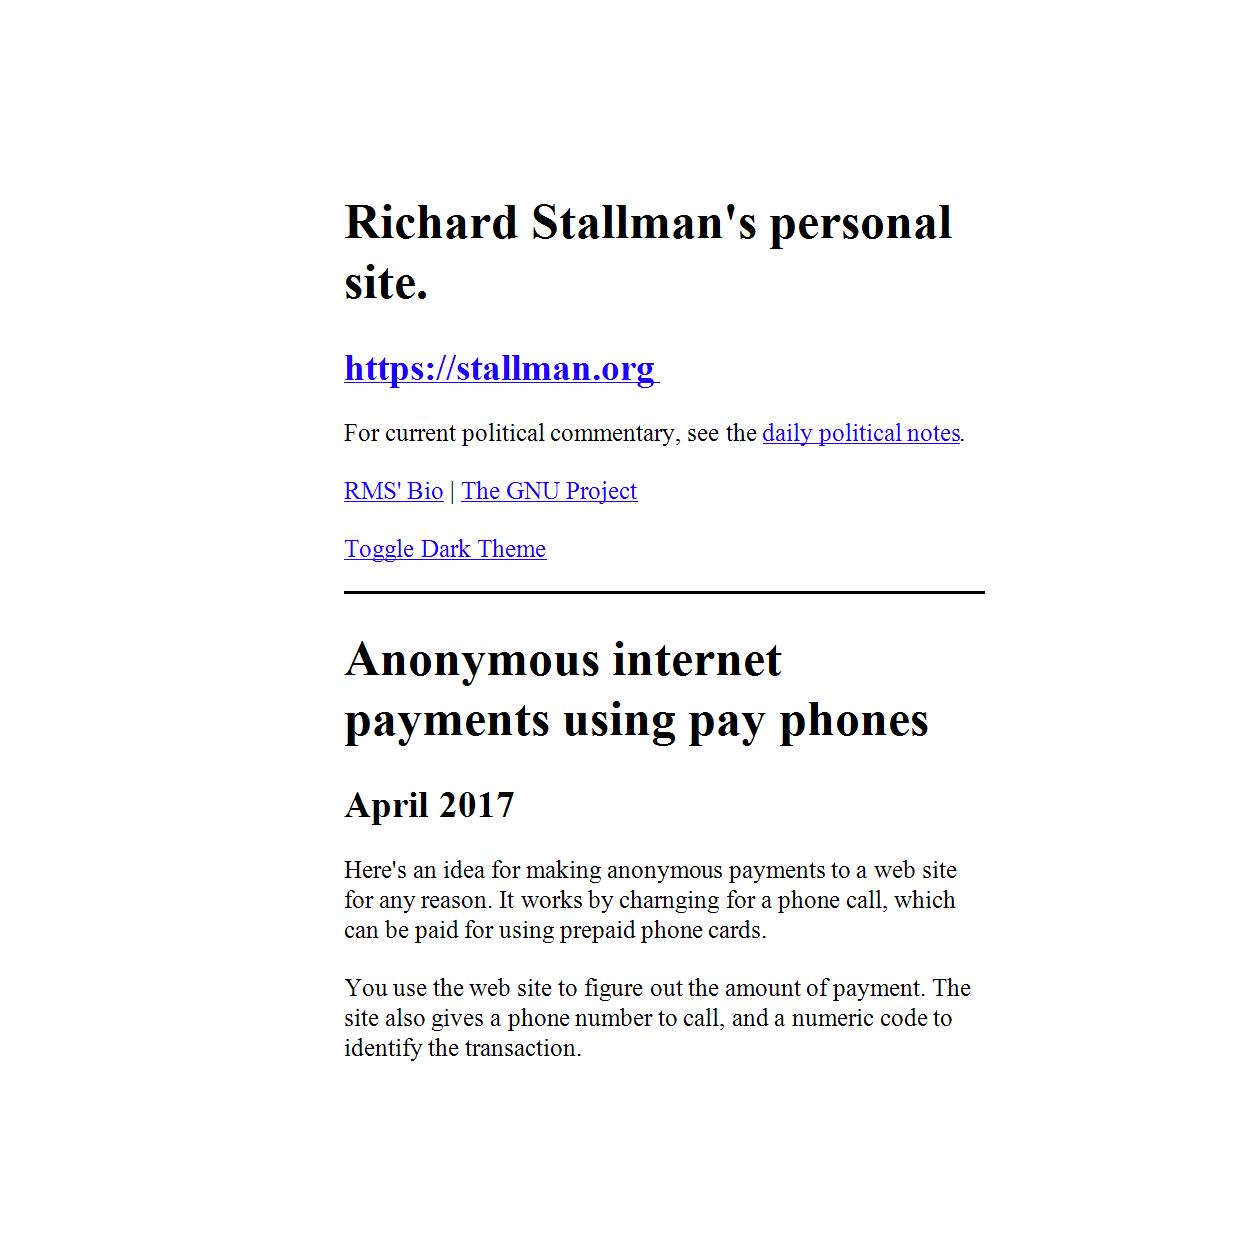 Richard Stallman's personal
site.
https://stallman.org
For current political commentary, see the daily political notes.
RMS' Bio | The GNU Project
Toggle Dark Theme
Anonymous internet
payments using pay phones
April 2017
Here's an idea for making anonymous payments to a web site
for any reason. It works by charnging for a phone call, which
can be paid for using prepaid phone cards.
You use the web site to figure out the amount of payment. The
site also gives a phone number to call, and a numeric code to
identify the transaction.